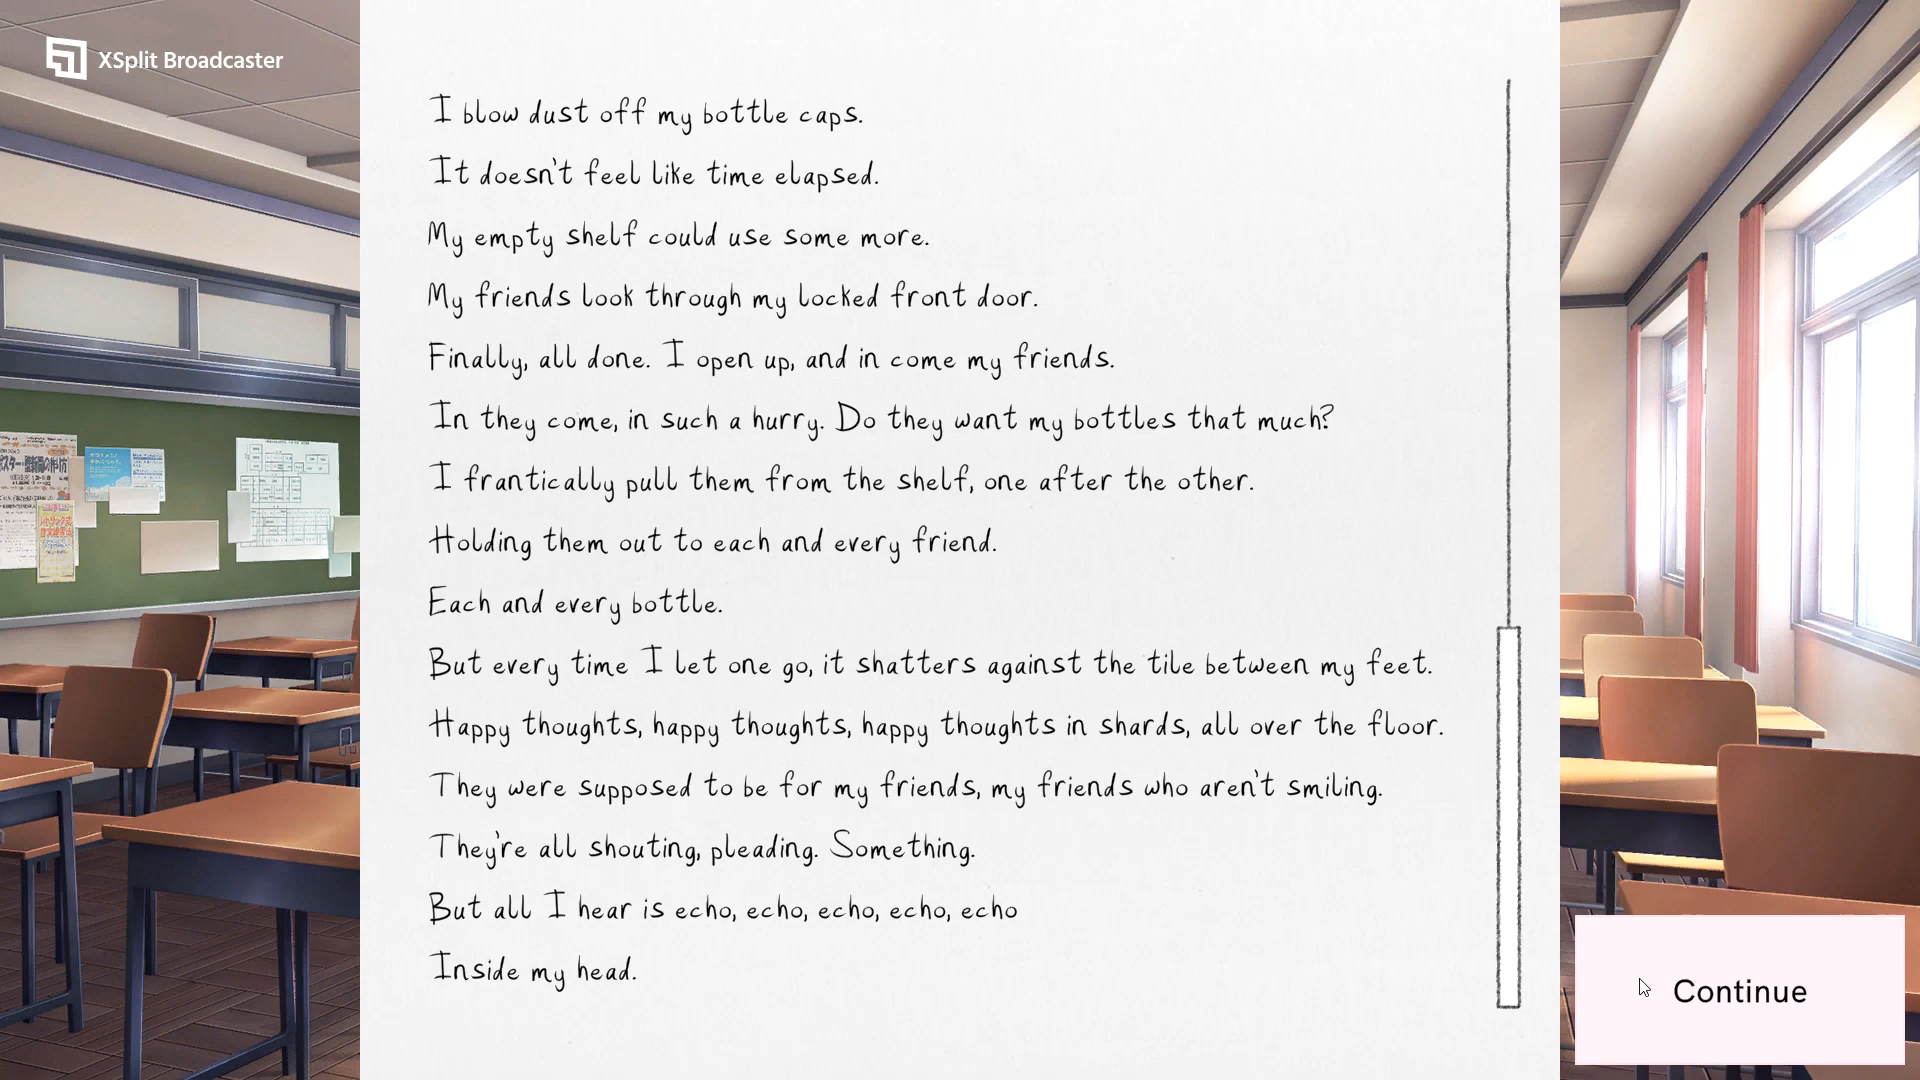 XSplit Broadcaster
I blow dust off my bottle caps.
It doesn't feel like time elapsed.
My empty shelf could use some more.
My friends look through my locked front door.
Finally, all done. I open up, and in come my friends.
In they come, in such a hurry. Do they want my bottles that much?
I frantically pull them from the shelf, one after the other.
Holding them out to each and every friend.
Each and every bottle.
But every time I let one go, it shatters against the tile between my feet.
Happy thoughts, happy thoughts, happy thoughts in shards, all over the floor.
They were supposed to be for my friends, my friends who aren't smiling.
They're all shouting, pleading. Something.
But all I hear is echo, echo, echo, echo, echo
Inside my head.
Continue